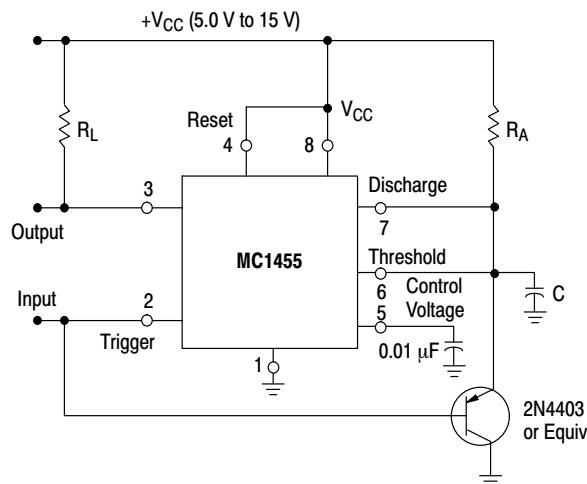 +VCC (5.0 V to 15 V)
RL
Reset
4
8
VCC
RA
3
Discharge
7
Output
MC1455
Threshold
6
Control
Voltage
5
C
Input
2
Trigger
0.01 µF
1
2N4403
or Equiv